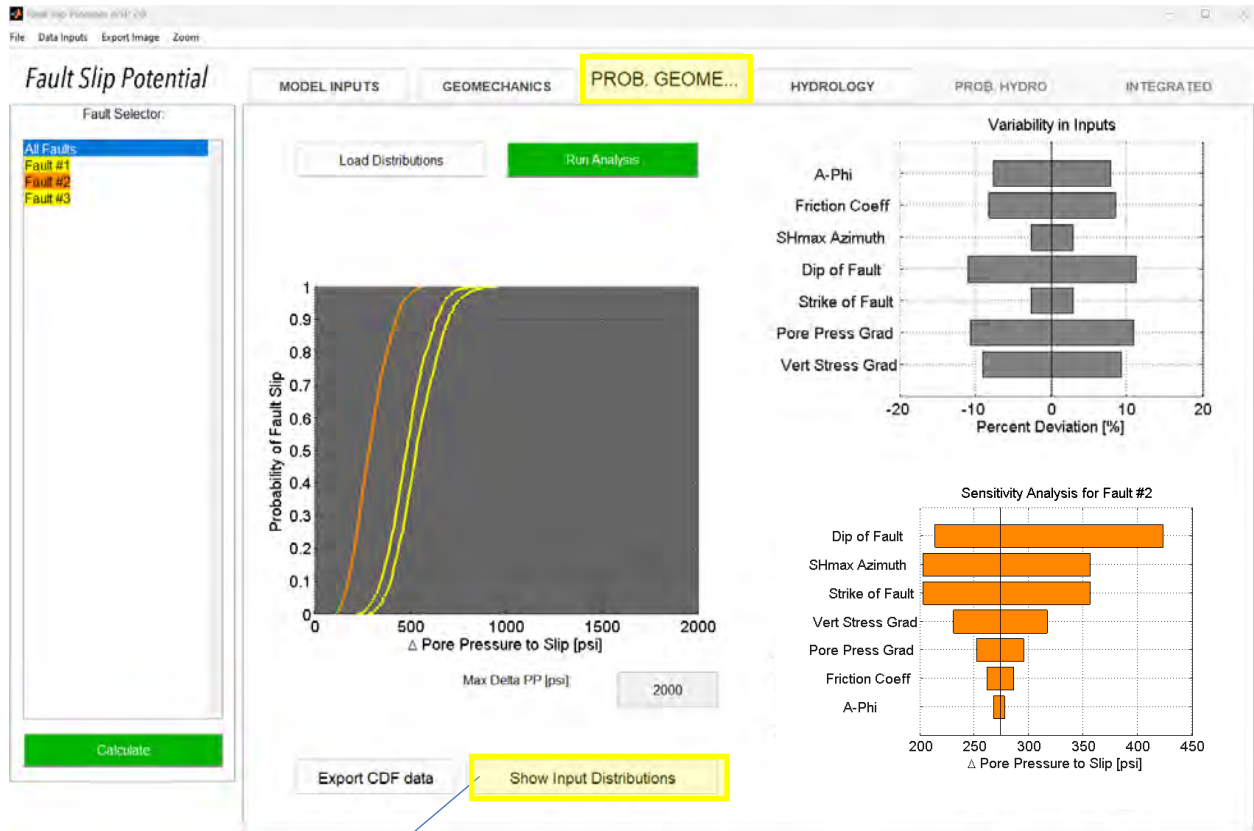 Fault Slip Potential
File Data Inputs Export Image Zoom
Fault Slip Potential
MODEL INPUTS
GEOMECHANICS
PROB. GEOME...
HYDROLOGY
PROB. HYDRO
INTEGRATED
Fault Selector:
All Faults
Fault #1
Fault #2
Fault #3
Calculate
Load Distributions
Run Analysis
Probability of Fault Slip
1
0.9
0.8
0.7
0.6
0.5
0.4
0.3
0.2
0.1
0
0 500 1000 1500 2000
Δ Pore Pressure to Slip [psi]
Max Delta PP [psi]
2000
Export CDF data
Show Input Distributions
Variability in Inputs
A-Phi
Friction Coeff
SHmax Azimuth
Dip of Fault
Strike of Fault
Pore Press Grad
Vert Stress Grad
-20 -10 0 10 20
Percent Deviation [%]
Sensitivity Analysis for Fault #2
Dip of Fault
SHmax Azimuth
Strike of Fault
Vert Stress Grad
Pore Press Grad
Friction Coeff
A-Phi
200 250 300 350 400 450
Δ Pore Pressure to Slip [psi]